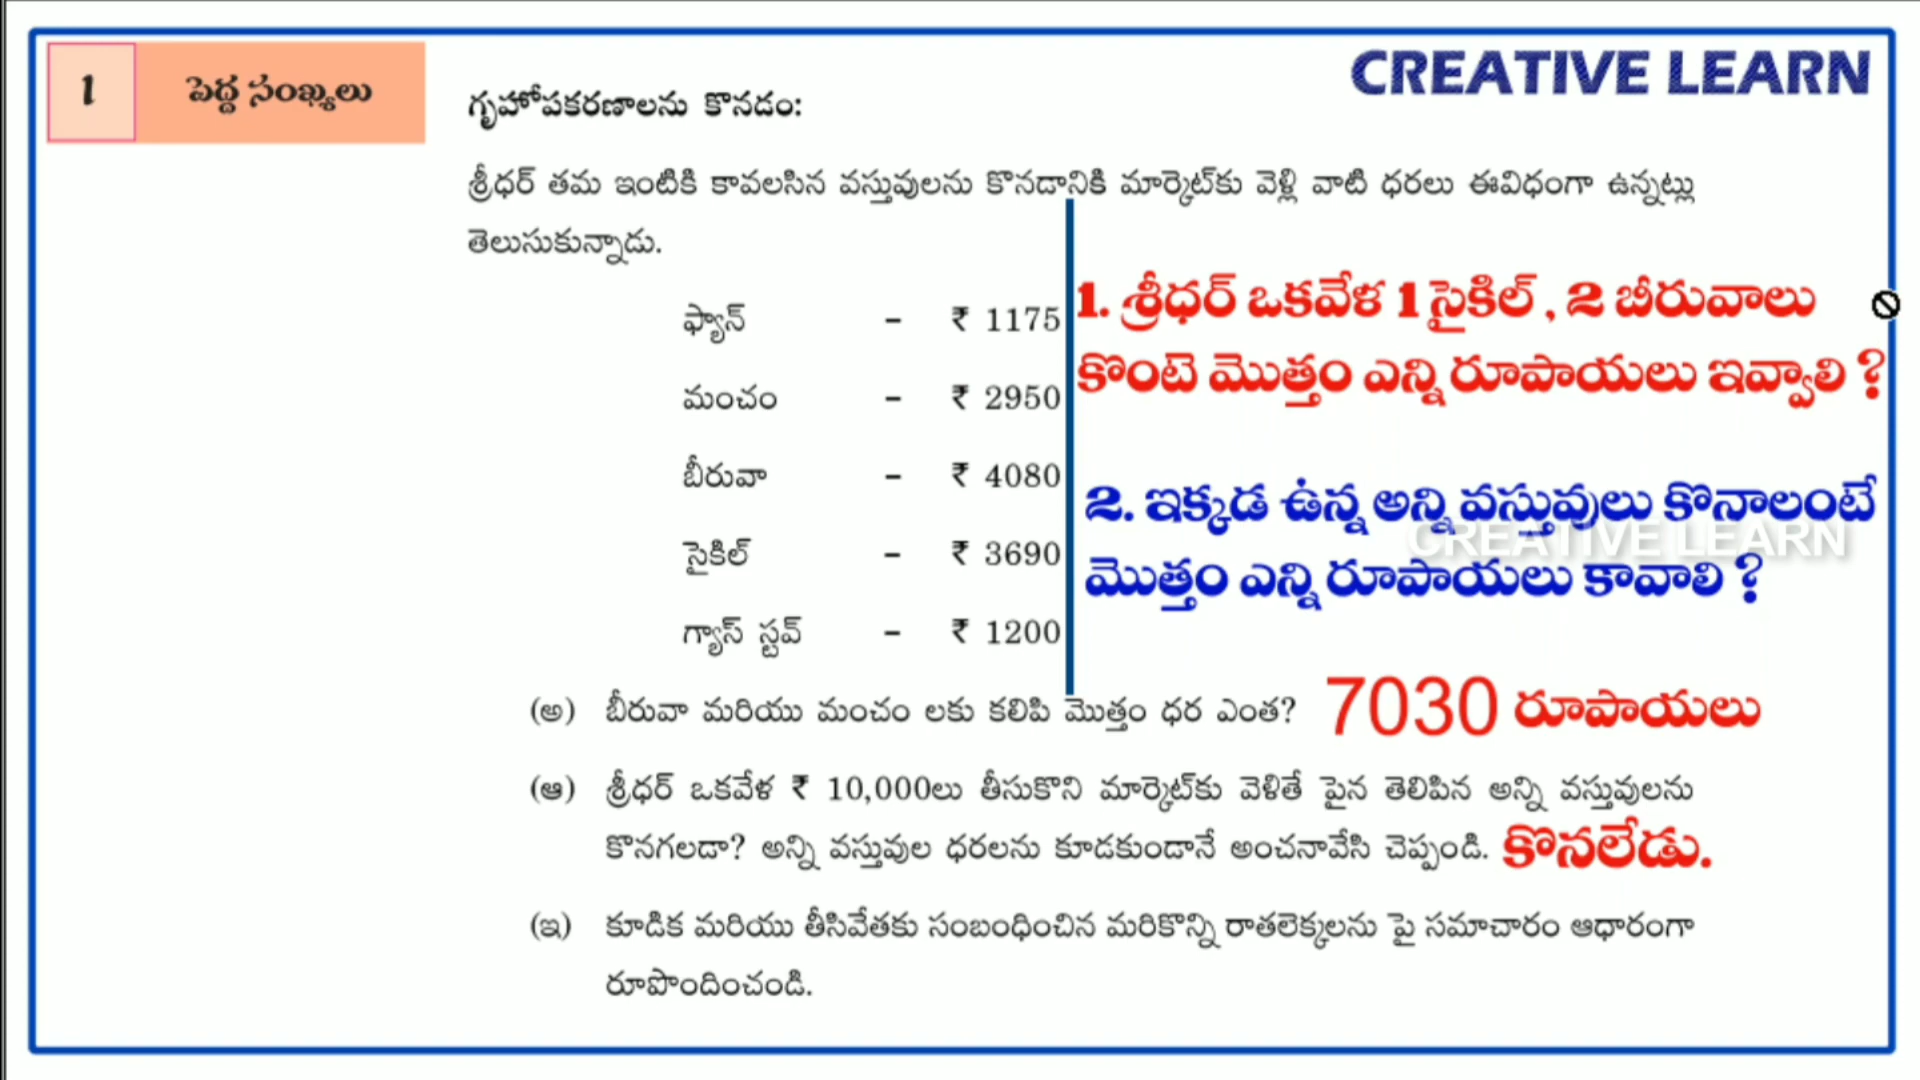 1 పెద్ద సంఖ్యలు
CREATIVE LEARN
గృహోపకరణాలను కొనడం:
శ్రీధర్ తమ ఇంటికి కావలసిన వస్తువులను కొనడానికి మార్కెట్‌కు వెళ్లి వాటి ధరలు ఈవిధంగా ఉన్నట్లు
తెలుసుకున్నాడు.
ఫ్యాన్ - ₹ 1175
మంచం - ₹ 2950
బీరువా - ₹ 4080
సైకిల్ - ₹ 3690
గ్యాస్ స్టవ్ - ₹ 1200
1. శ్రీధర్ ఒకవేళ 1 సైకిల్ , 2 బీరువాలు
కొంటె మొత్తం ఎన్ని రూపాయలు ఇవ్వాలి ?
2. ఇక్కడ ఉన్న అన్ని వస్తువులు కొనాలంటే
CREATIVE LEARN
మొత్తం ఎన్ని రూపాయలు కావాలి ?
(అ) బీరువా మరియు మంచం లకు కలిపి మొత్తం ధర ఎంత? 7030 రూపాయలు
(ఆ) శ్రీధర్ ఒకవేళ ₹ 10,000లు తీసుకొని మార్కెట్‌కు వెళితే పైన తెలిపిన అన్ని వస్తువులను
కొనగలడా? అన్ని వస్తువుల ధరలను కూడకుండానే అంచనావేసి చెప్పండి. కొనలేడు.
(ఇ) కూడిక మరియు తీసివేతకు సంబంధించిన మరికొన్ని రాతలెక్కలను పై సమాచారం ఆధారంగా
రూపొందించండి.